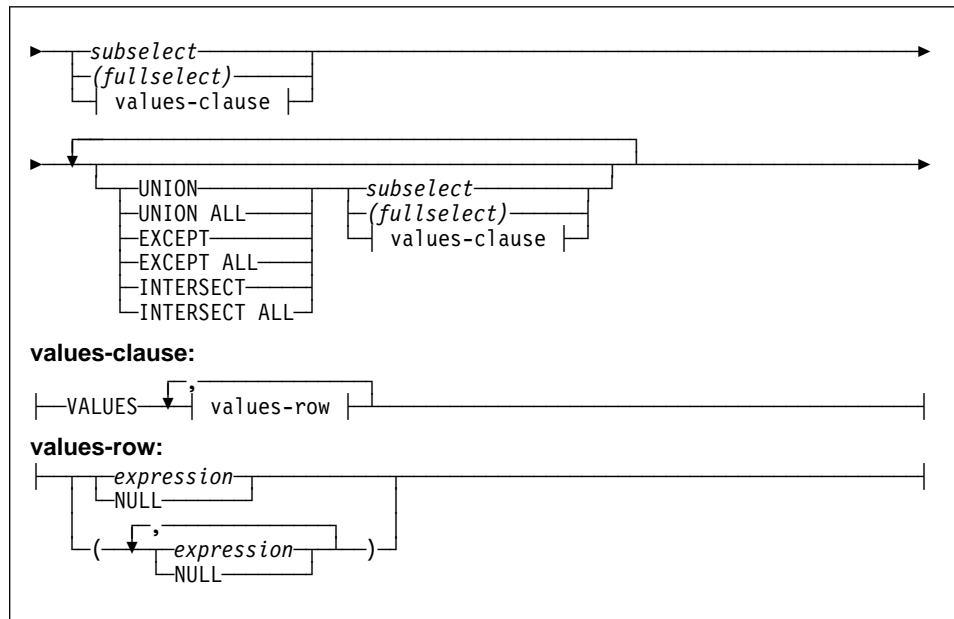 subselect
(fullselect)
values-clause
UNION subselect
UNION ALL (fullselect)
EXCEPT values-clause
EXCEPT ALL
INTERSECT
INTERSECT ALL
values-clause:
,
VALUES values-row
values-row:
expression
NULL
,
( expression )
NULL